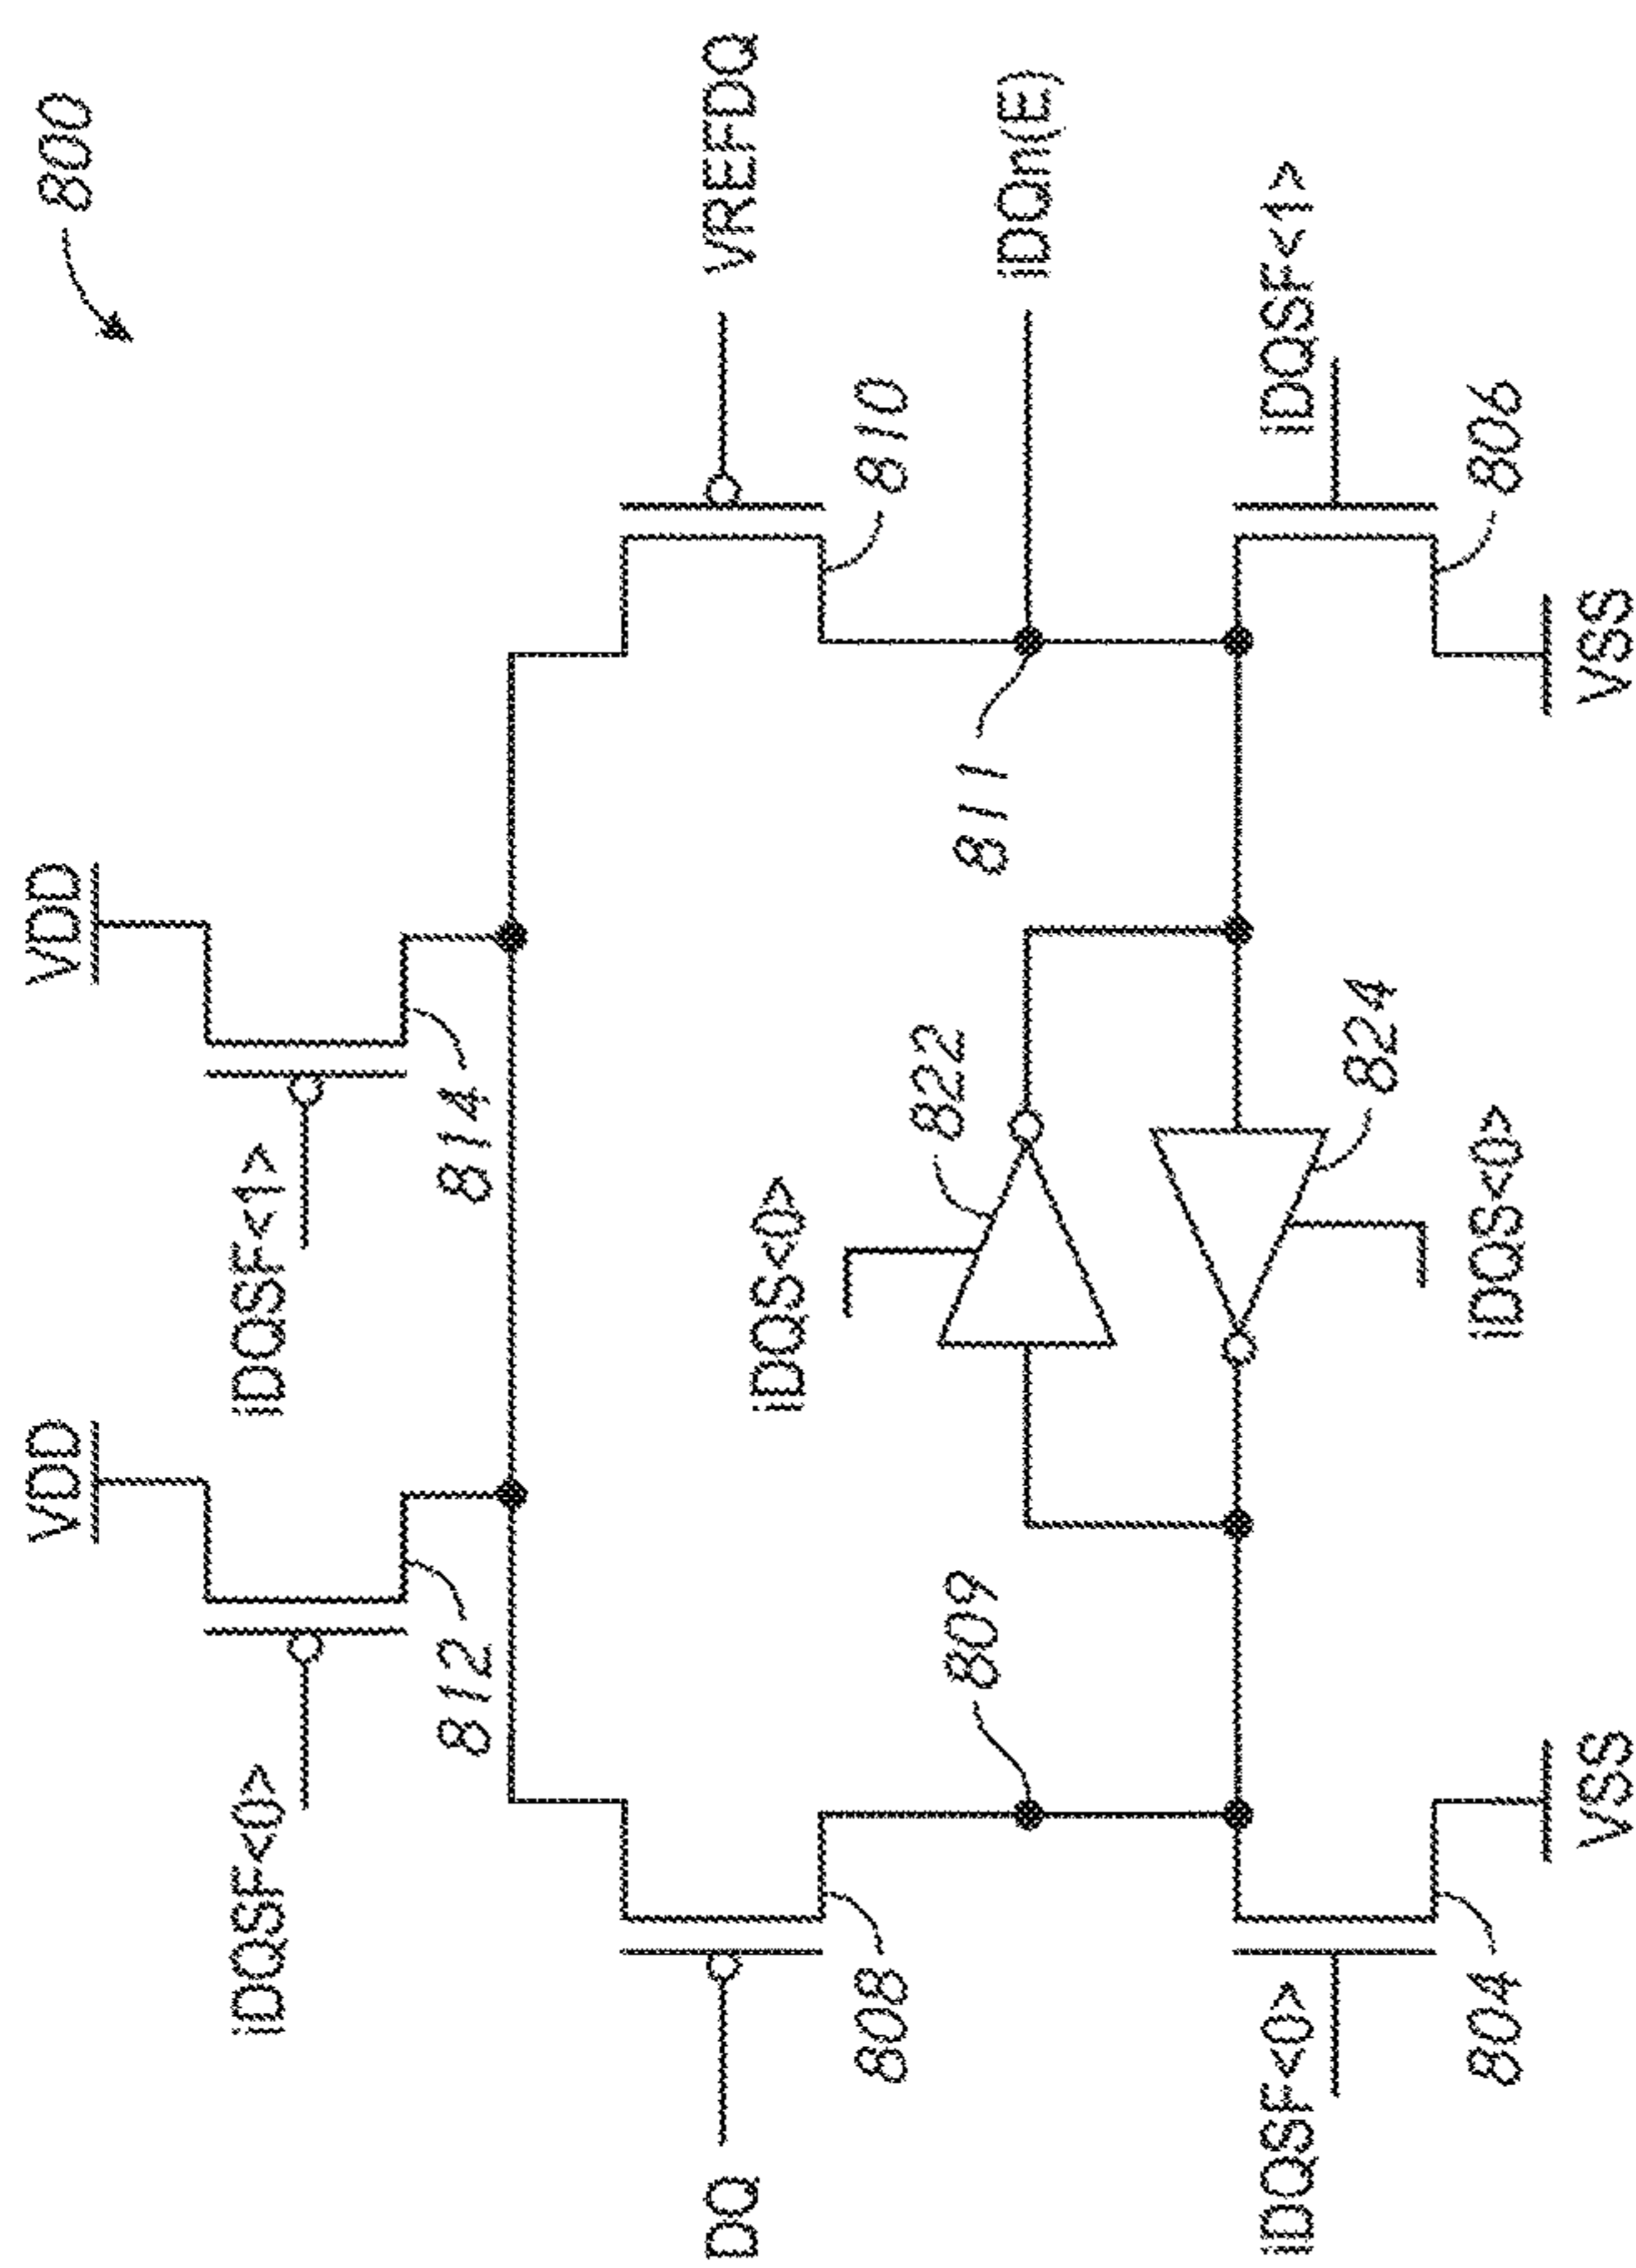 800
VDD
VDD
iDQSF<0>
iDQSF<1>
812
814
DQ
VREFDQ
808
810
iDQS<0>
822
809
811
iDQn(E)
iDQSF<0>
iDQSF<1>
824
804
iDQS<0>
806
VSS
VSS